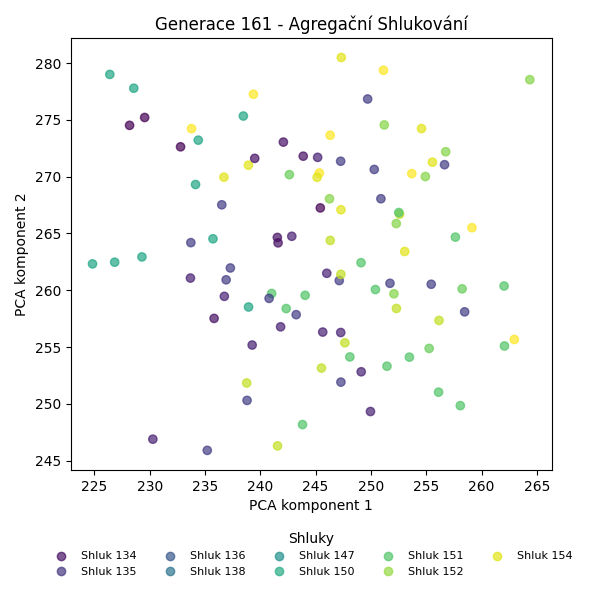 Generace 161 - Agregační Shlukování
PCA komponent 2
280
275
270
265
260
255
250
245
225 230 235 240 245 250 255 260 265
PCA komponent 1
Shluky
Shluk 134 Shluk 136 Shluk 147 Shluk 151 Shluk 154
Shluk 135 Shluk 138 Shluk 150 Shluk 152